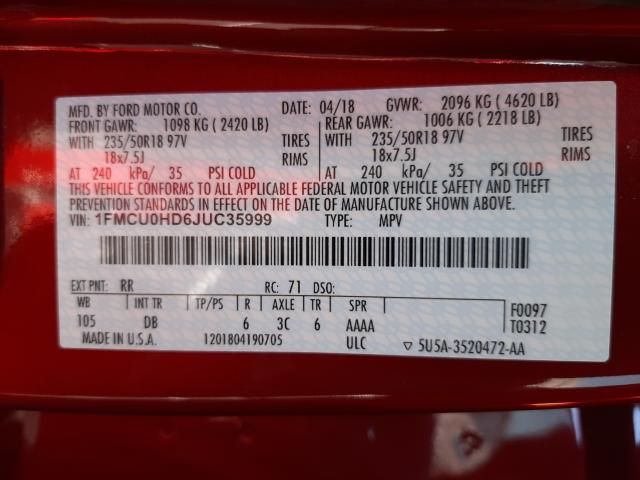 MFD. BY FORD MOTOR CO. DATE: 04/18 GVWR: 2096 KG ( 4620 LB)
FRONT GAWR: 1098 KG ( 2420 LB) REAR GAWR: 1006 KG ( 2218 LB)
WITH 235/50R18 97V TIRES WITH 235/50R18 97V TIRES
18x7.5J RIMS 18x7.5J RIMS
AT 240 kPa/ 35 PSI COLD AT 240 kPa/ 35 PSI COLD
THIS VEHICLE CONFORMS TO ALL APPLICABLE FEDERAL MOTOR VEHICLE SAFETY AND THEFT
PREVENTION STANDARDS IN EFFECT ON THE DATE OF MANUFACTURE SHOWN ABOVE.
VIN: 1FMCU0HD6JUC35999 TYPE: MPV
EXT PNT: RR RC: 71 DSO:
WB INT TR TP/PS R AXLE TR SPR F0097
105 DB 6 3C 6 AAAA T0312
MADE IN U.S.A. 1201804190705 ULC ▽ 5U5A-3520472-AA